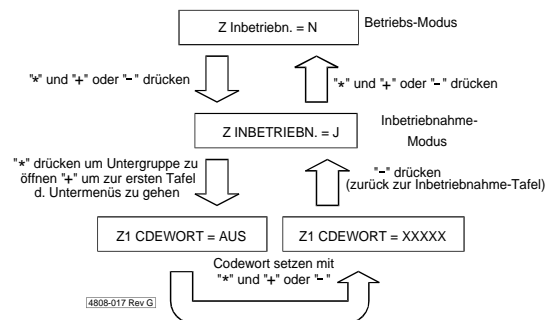 Z Inbetriebn. = N
Betriebs-Modus
"*" und "+" oder "-" drücken
"*" und "+" oder "-" drücken
Z INBETRIEBN. = J
Inbetriebnahme-
Modus
"*" drücken um Untergruppe zu
öffnen "+" um zur ersten Tafel
d. Untermenüs zu gehen
"-" drücken
(zurück zur Inbetriebnahme-Tafel)
Z1 CDEWORT = AUS
Z1 CDEWORT = XXXXX
Codewort setzen mit
"*" und "+" oder "-"
4808-017 Rev G